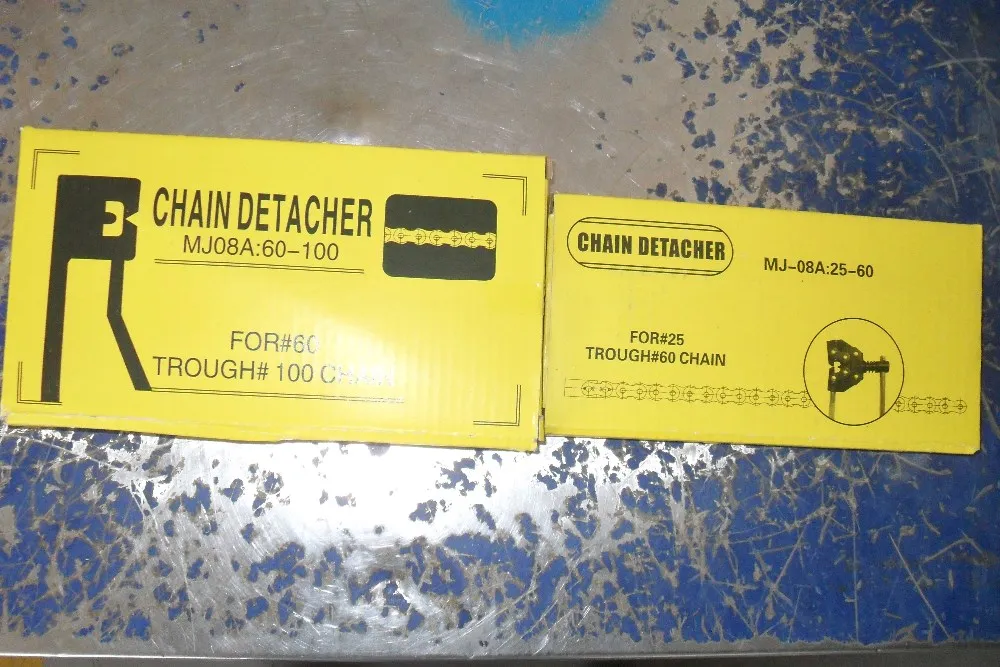 CHAIN DETACHER
MJ08A:60-100
FOR#60
TROUGH# 100 CHAIN
CHAIN DETACHER
MJ-08A:25-60
FOR#25
TROUGH#60 CHAIN